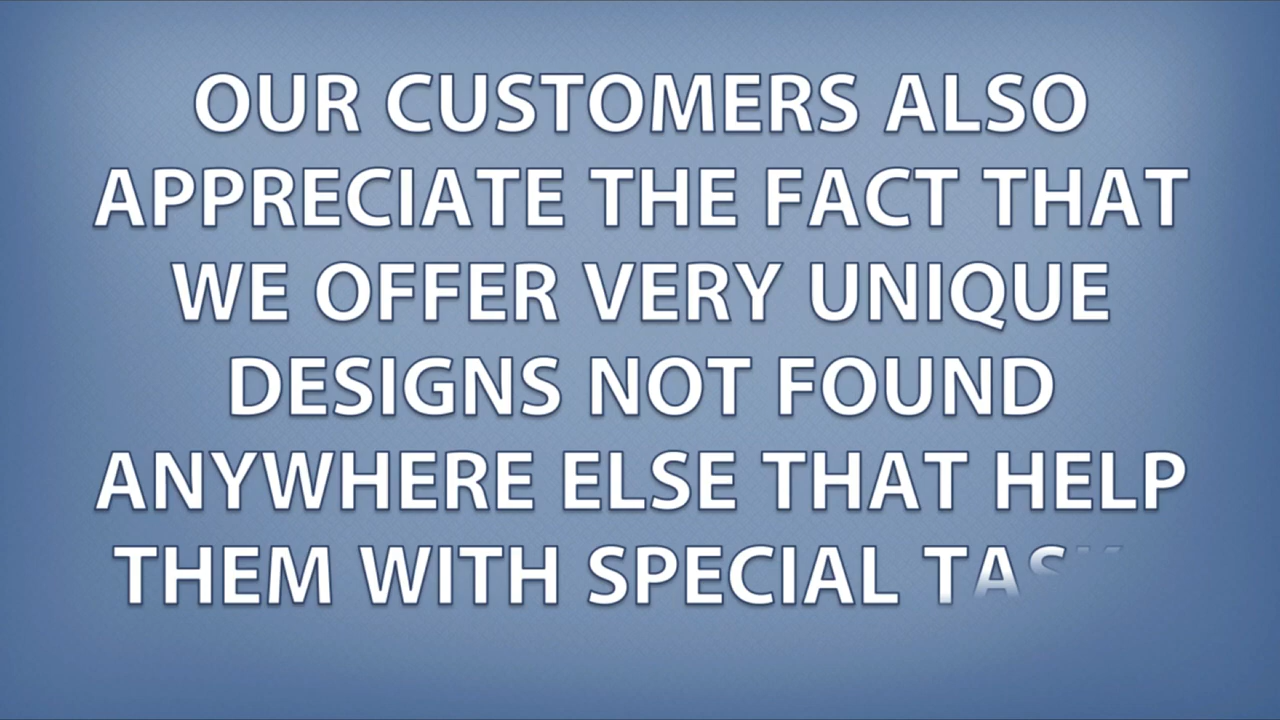 OUR CUSTOMERS ALSO
APPRECIATE THE FACT THAT
WE OFFER VERY UNIQUE
DESIGNS NOT FOUND
ANYWHERE ELSE THAT HELP
THEM WITH SPECIAL